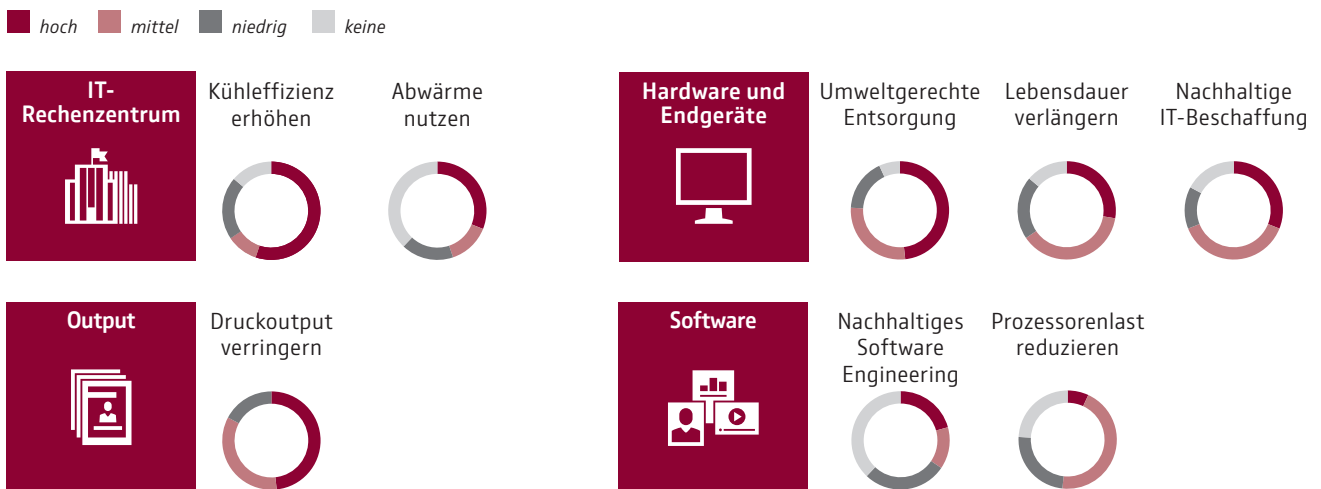 hoch
mittel
niedrig
keine
IT-
Rechenzentrum
Kühleffizienz
erhöhen
Abwärme
nutzen
Hardware und
Endgeräte
Umweltgerechte
Entsorgung
Lebensdauer
verlängern
Nachhaltige
IT-Beschaffung
Output
Druckoutput
verringern
Software
Nachhaltiges
Software
Engineering
Prozessorenlast
reduzieren